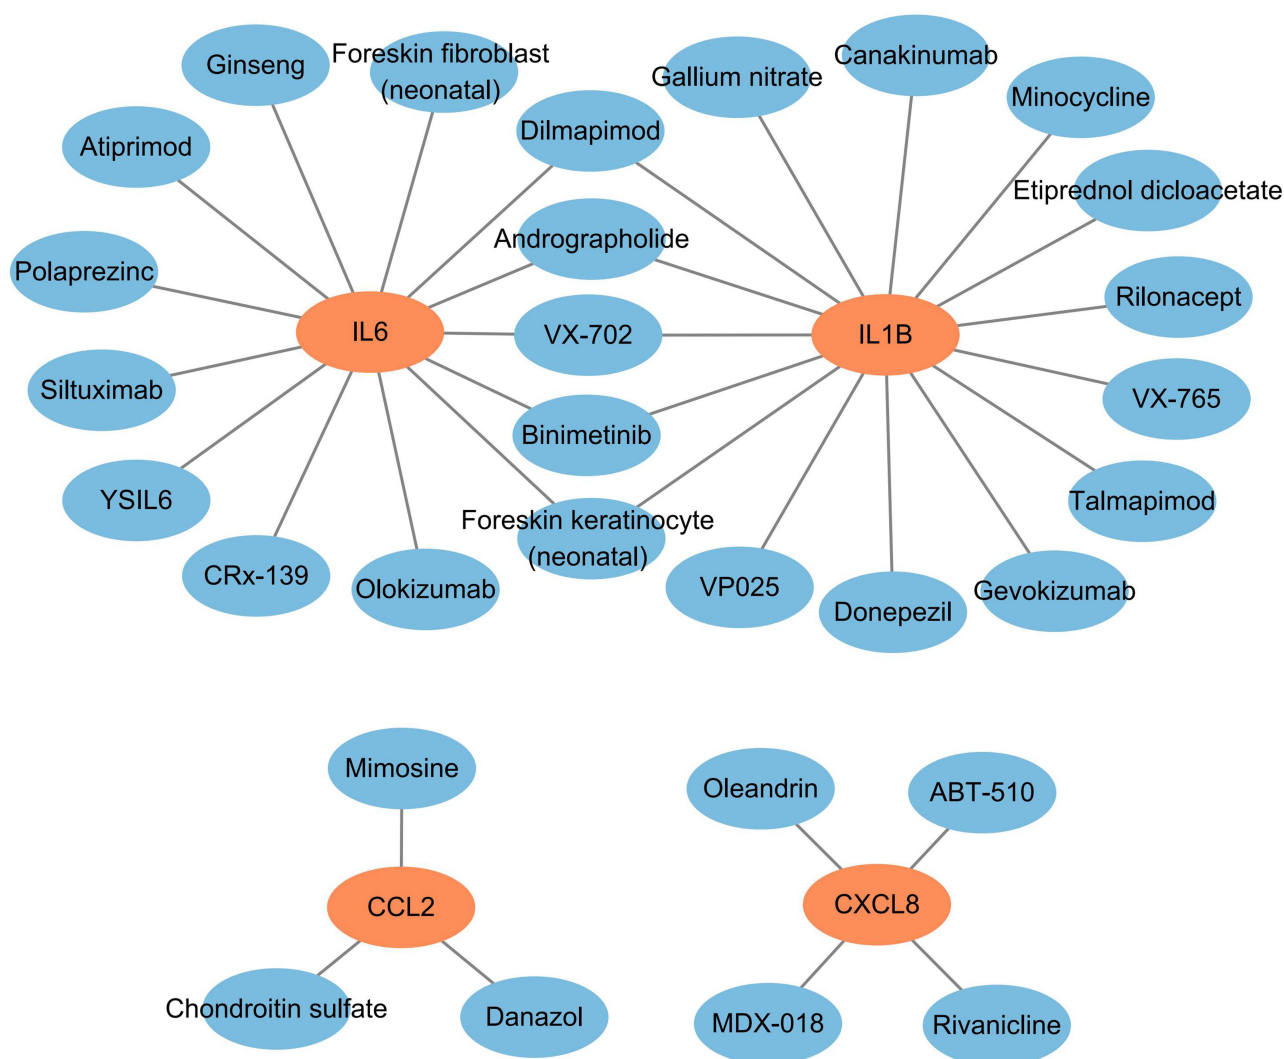 Ginseng
Foreskin fibroblast
(neonatal)
Gallium nitrate
Canakinumab
Minocycline
Atiprimod
Dilmapimod
Etiprednol dicloacetate
Polaprezinc
Andrographolide
Rilonacept
IL6
VX-702
IL1B
Siltuximab
VX-765
Binimetinib
YSIL6
Talmapimod
Foreskin keratinocyte
(neonatal)
CRx-139
Olokizumab
VP025
Donepezil
Gevokizumab
Mimosine
Oleandrin
ABT-510
CCL2
CXCL8
Chondroitin sulfate
Danazol
MDX-018
Rivanicline